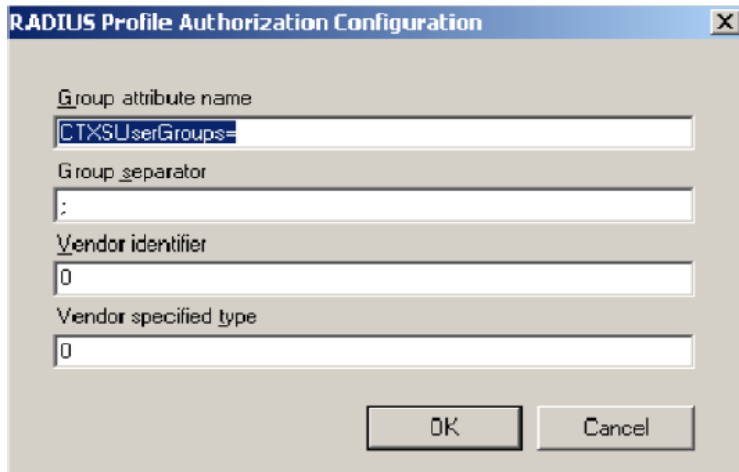 RADIUS Profile Authorization Configuration
Group attribute name
CTXSUserGroups=
Group separator
;
Vendor identifier
0
Vendor specified type
0
OK Cancel